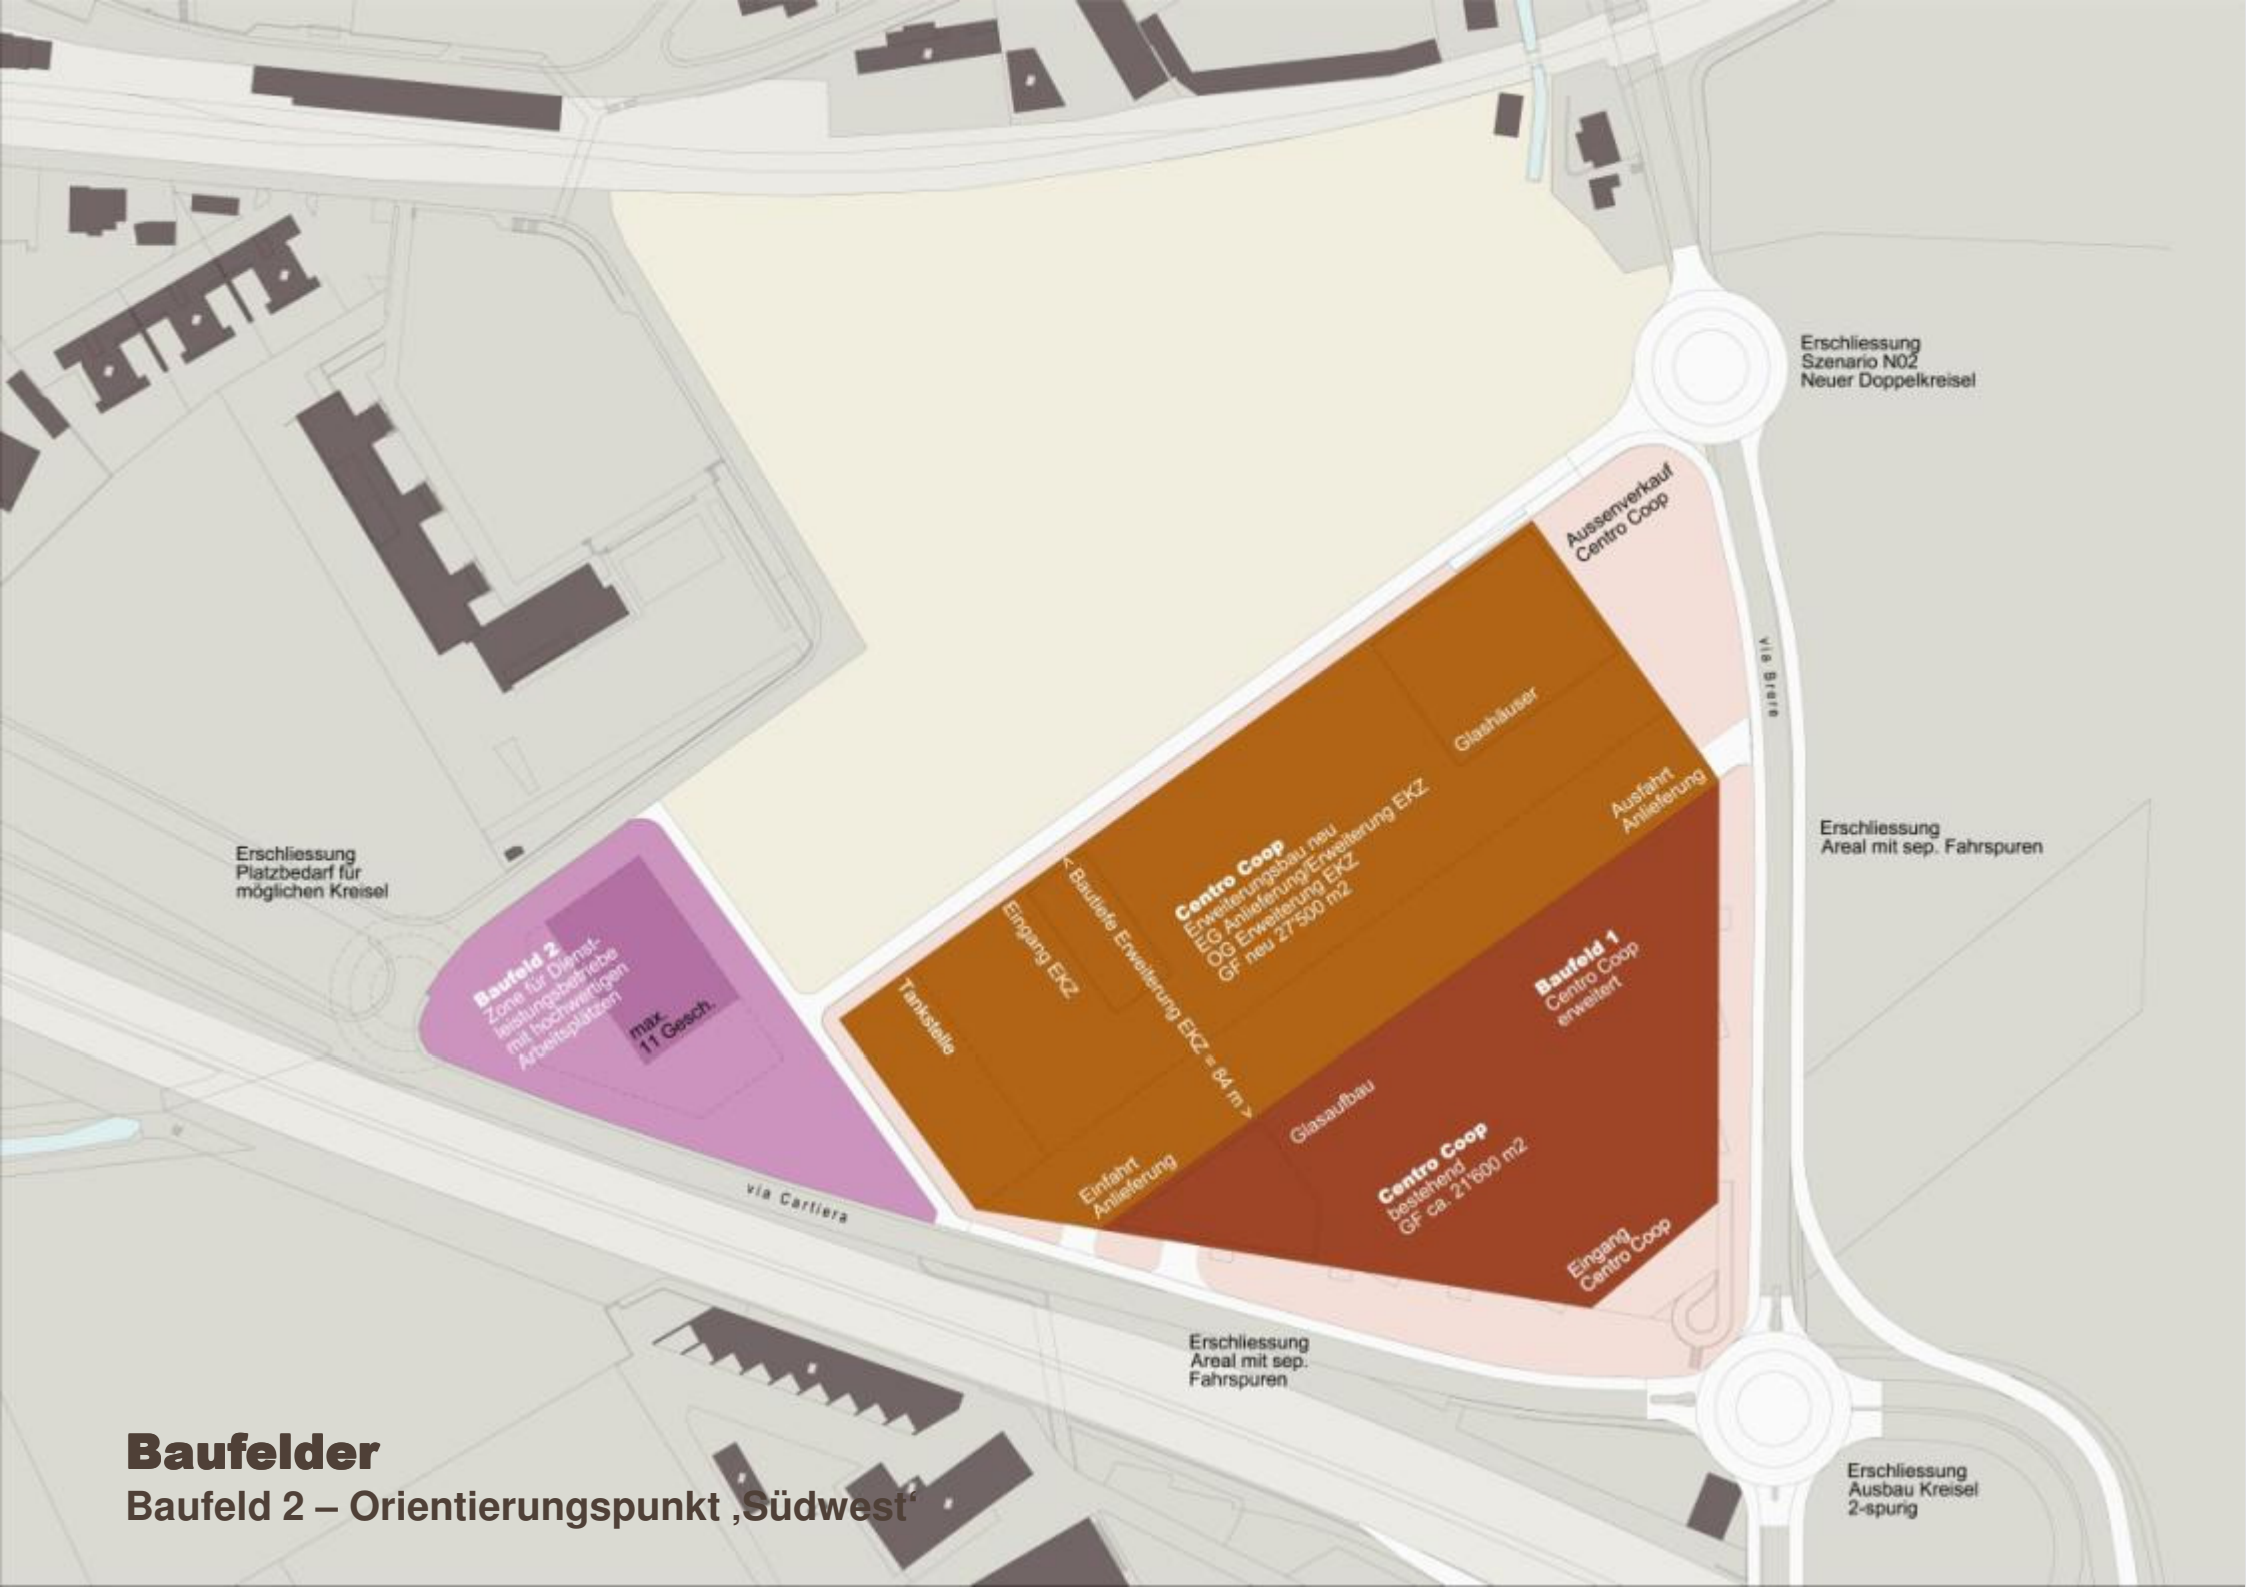 Erschliessung
Szenario N02
Neuer Doppelkreisel
Aussenverkauf
Centro Coop
via Brere
Glashäuser
Ausfahrt
Anlieferung
Erschliessung
Areal mit sep. Fahrspuren
Erschliessung
Platzbedarf für
möglichen Kreisel
Centro Coop
Erweiterungsbau neu
EG Anlieferung/Erweiterung EKZ
OG Erweiterung EKZ
GF neu 27'500 m2
< Bautiefe Erweiterung EKZ = 84 m >
Eingang EKZ
Tankstelle
Baufeld 2
Zone für Dienst-
leistungsbetriebe
mit hochwertigen
Arbeitsplätzen
max.
11 Gesch.
Baufeld 1
Centro Coop
erweitert
Glasaufbau
Centro Coop
bestehend
GF ca. 21'600 m2
Einfahrt
Anlieferung
Eingang
Centro Coop
via Cartiera
Erschliessung
Areal mit sep.
Fahrspuren
Erschliessung
Ausbau Kreisel
2-spurig
Baufelder
Baufeld 2 – Orientierungspunkt ‚Südwest‘